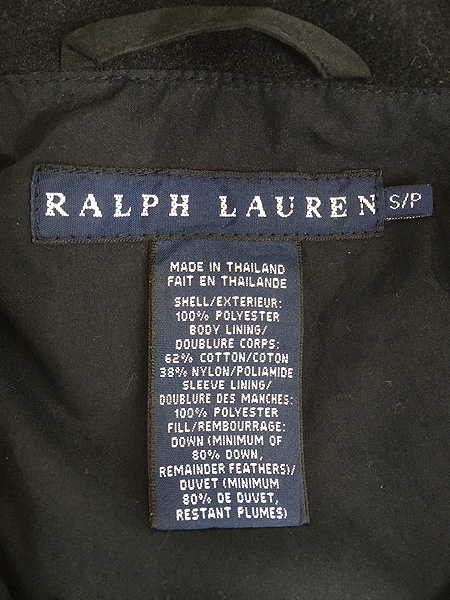 RALPH LAUREN
S/P
MADE IN THAILAND
FAIT EN THAILANDE
SHELL/EXTERIEUR:
100% POLYESTER
BODY LINING/
DOUBLURE CORPS:
62% COTTON/COTON
38% NYLON/POLIAMIDE
SLEEVE LINING/
DOUBLURE DES MANCHES:
100% POLYESTER
FILL/REMBOURRAGE:
DOWN (MINIMUM OF
80% DOWN,
REMAINDER FEATHERS)/
DUVET (MINIMUM
80% DE DUVET,
RESTANT PLUMES)